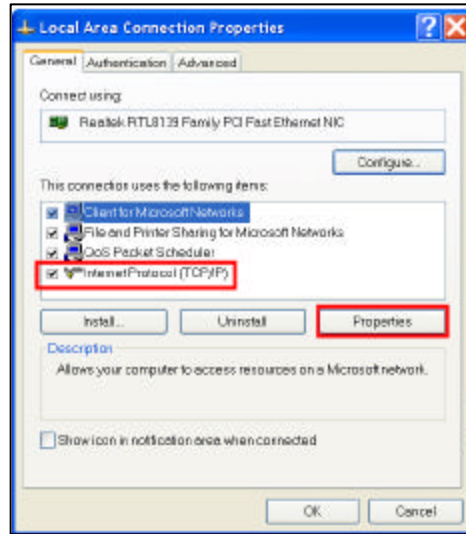 Local Area Connection Properties
General Authentication Advanced
Connect using:
Realtek RTL8139 Family PCI Fast Ethernet NIC
Configure...
This connection uses the following items:
Client for Microsoft Networks
File and Printer Sharing for Microsoft Networks
QoS Packet Scheduler
Internet Protocol (TCP/IP)
Install... Uninstall Properties
Description
Allows your computer to access resources on a Microsoft network.
Show icon in notification area when connected
OK Cancel